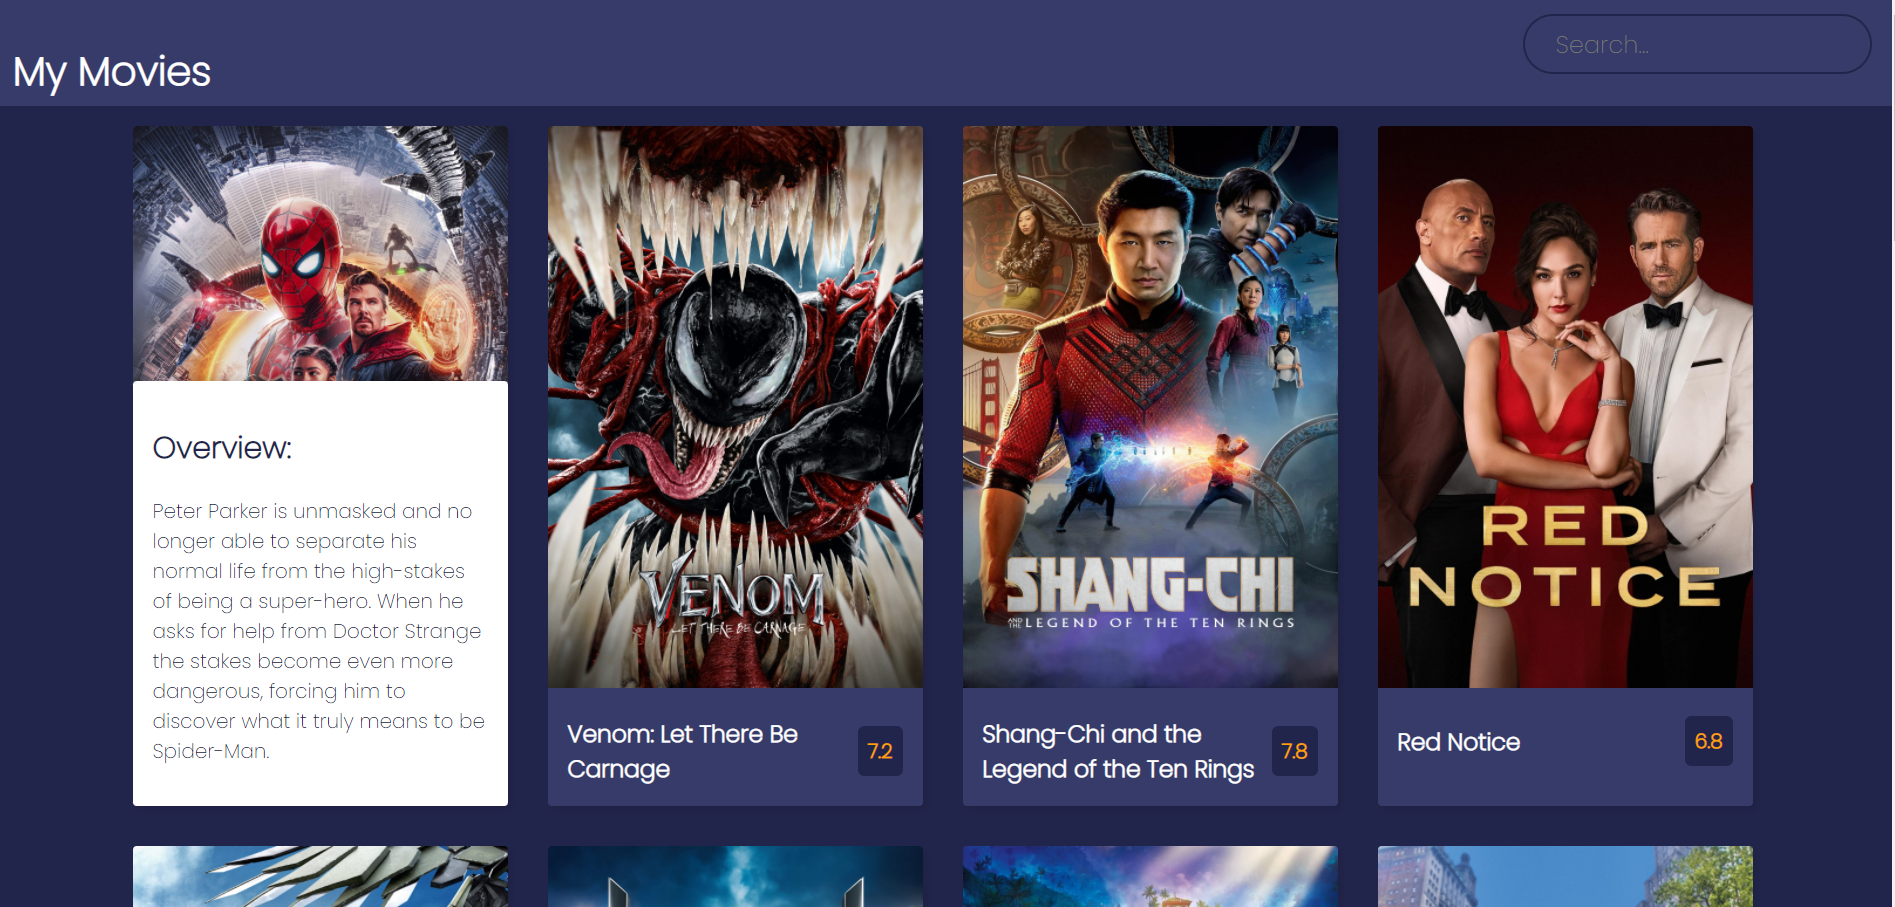 My Movies
Search...
Overview:
Peter Parker is unmasked and no
longer able to separate his
normal life from the high-stakes
of being a super-hero. When he
asks for help from Doctor Strange
the stakes become even more
dangerous, forcing him to
discover what it truly means to be
Spider-Man.
VENOM
LET THERE BE CARNAGE
Venom: Let There Be
Carnage
7.2
SHANG-CHI
AND THE LEGEND OF THE TEN RINGS
Shang-Chi and the
Legend of the Ten Rings
7.8
RED
NOTICE
Red Notice
6.8